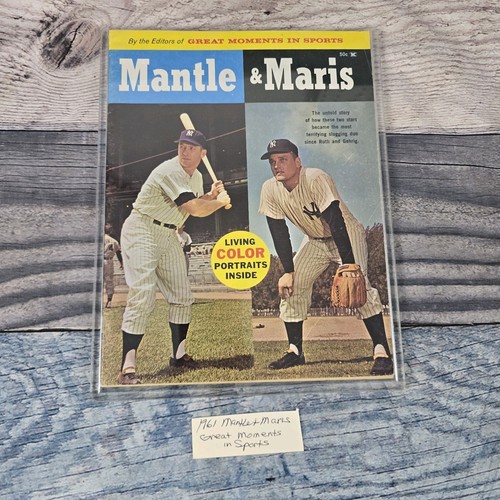 By the Editors of GREAT MOMENTS IN SPORTS
50c
Mantle & Maris
The untold story
of how these two stars
became the most
terrifying slugging duo
since Ruth and Gehrig.
LIVING
COLOR
PORTRAITS
INSIDE
1961 Mantle & Maris
Great Moments
in Sports